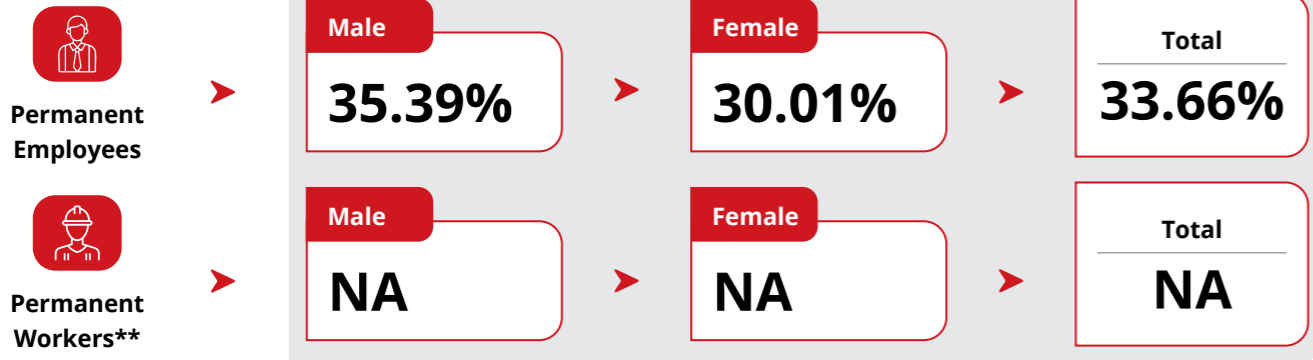 Permanent
Employees
Male
35.39%
Female
30.01%
Total
33.66%
Permanent
Workers**
Male
NA
Female
NA
Total
NA